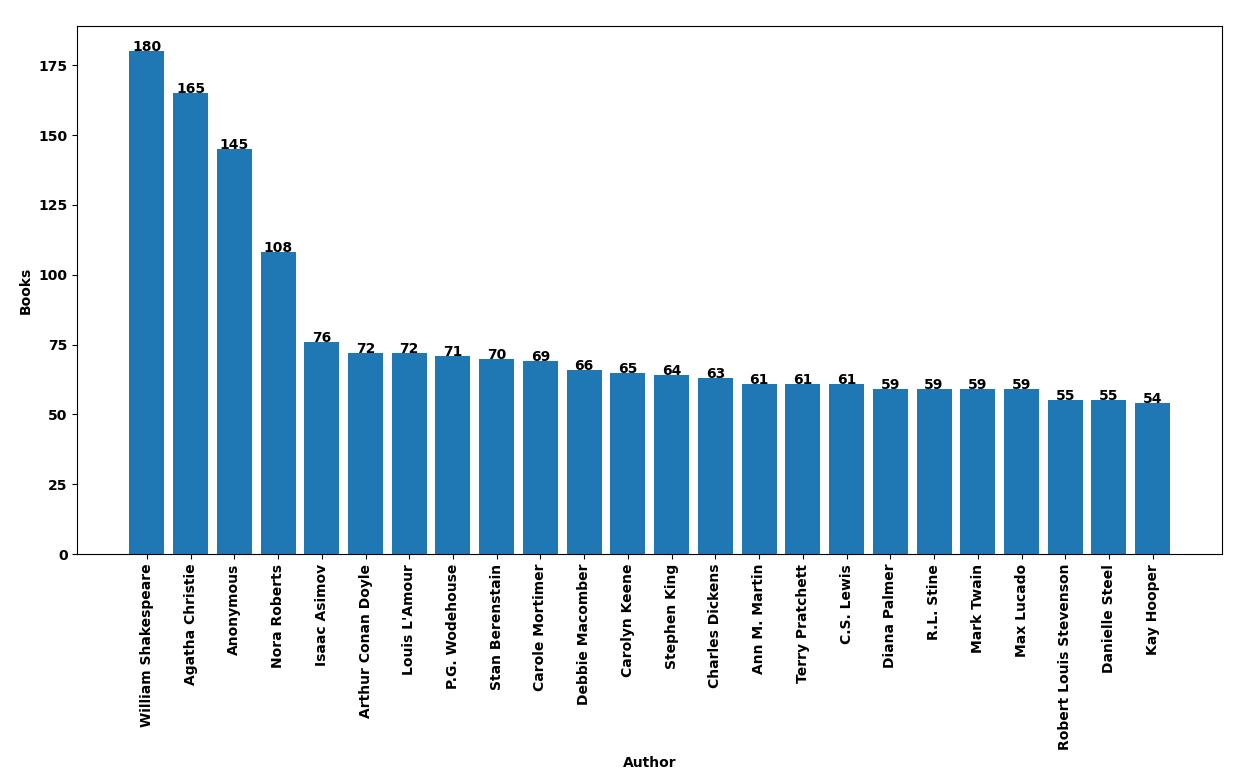 180
165
145
108
76
72
72
71
70
69
66
65
64
63
61
61
61
59
59
59
59
55
55
54
175
150
125
100
75
50
25
0
Books
William Shakespeare
Agatha Christie
Anonymous
Nora Roberts
Isaac Asimov
Arthur Conan Doyle
Louis L'Amour
P.G. Wodehouse
Stan Berenstain
Carole Mortimer
Debbie Macomber
Carolyn Keene
Stephen King
Charles Dickens
Ann M. Martin
Terry Pratchett
C.S. Lewis
Diana Palmer
R.L. Stine
Mark Twain
Max Lucado
Robert Louis Stevenson
Danielle Steel
Kay Hooper
Author